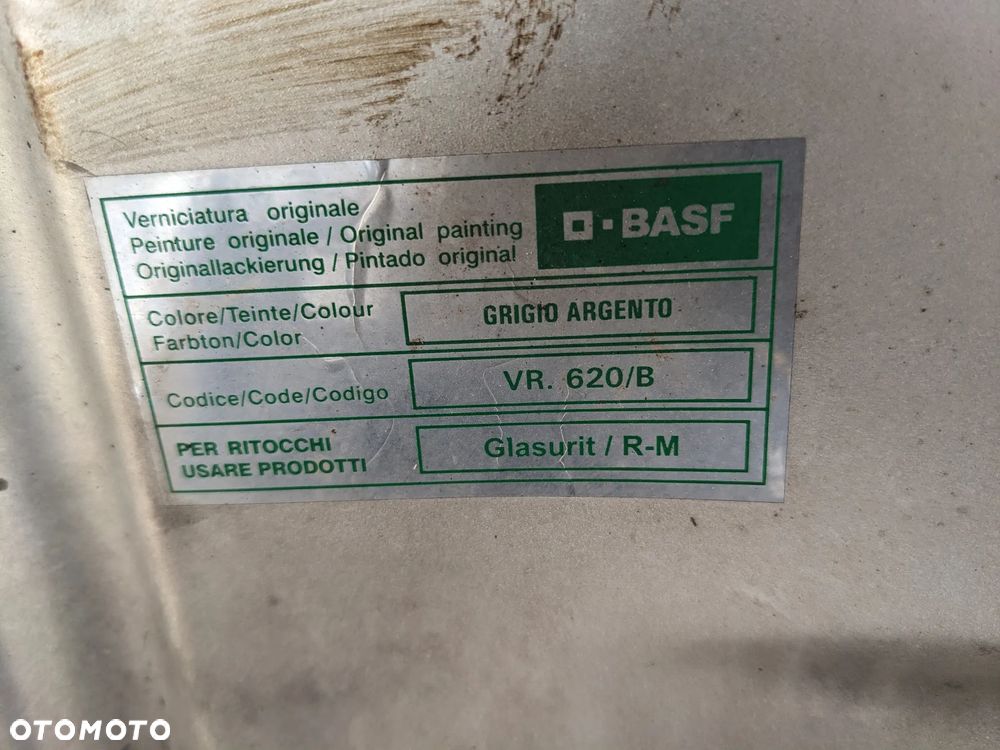 Verniciatura originale
Peinture originale / Original painting
Originallackierung / Pintado original
BASF
Colore/Teinte/Colour
Farbton/Color
GRIGIO ARGENTO
Codice/Code/Codigo
VR. 620/B
PER RITOCCHI
USARE PRODOTTI
Glasurit / R-M
OTOMOTO